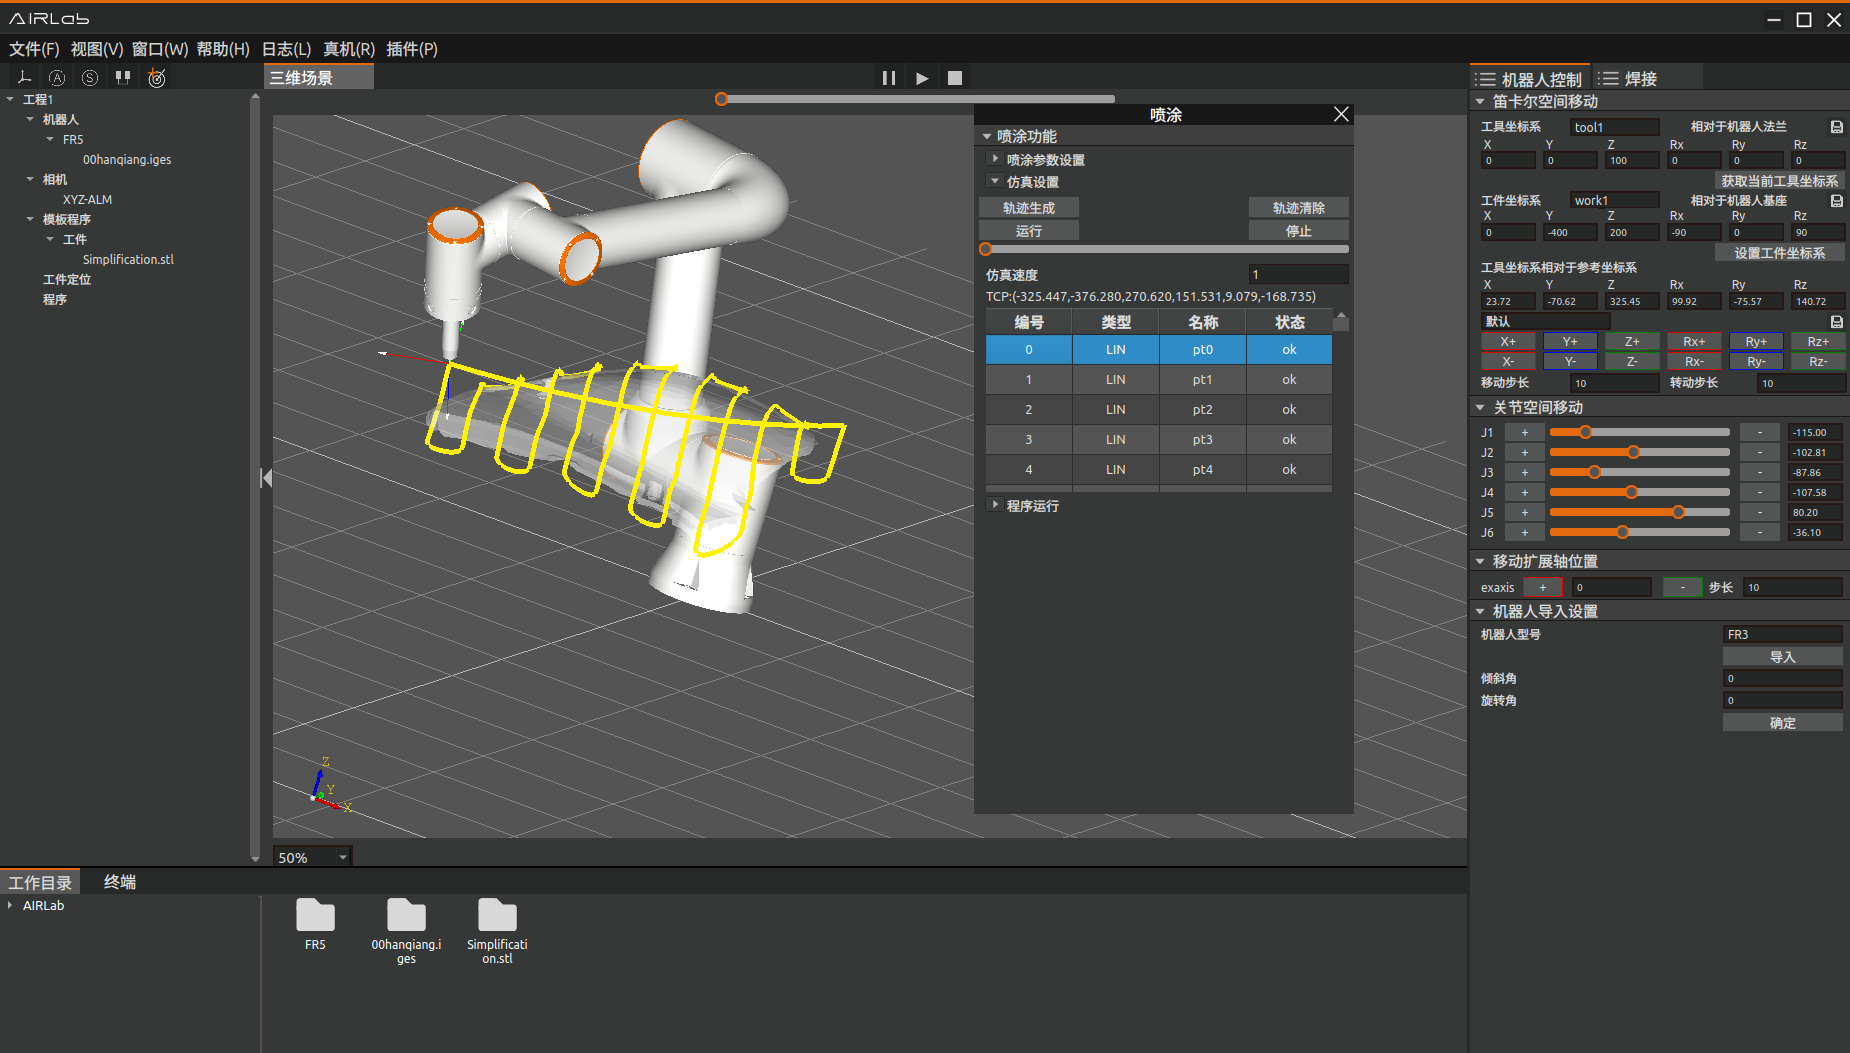 AIRLab
文件(F) 视图(V) 窗口(W) 帮助(H) 日志(L) 真机(R) 插件(P)
三维场景
工程1
机器人
FR5
00hanqiang.iges
相机
XYZ-ALM
模板程序
工件
Simplification.stl
工件定位
程序
Z
Y
X
50%
喷涂
喷涂功能
喷涂参数设置
仿真设置
轨迹生成 轨迹清除
运行 停止
仿真速度 1
TCP:(-325.447,-376.280,270.620,151.531,9.079,-168.735)
编号 类型 名称 状态
0 LIN pt0 ok
1 LIN pt1 ok
2 LIN pt2 ok
3 LIN pt3 ok
4 LIN pt4 ok
程序运行
机器人控制 焊接
笛卡尔空间移动
工具坐标系 tool1 相对于机器人法兰
X Y Z Rx Ry Rz
0 0 100 0 0 0
获取当前工具坐标系
工件坐标系 work1 相对于机器人基座
X Y Z Rx Ry Rz
0 -400 200 -90 0 90
设置工件坐标系
工具坐标系相对于参考坐标系
X Y Z Rx Ry Rz
23.72 -70.62 325.45 99.92 -75.57 140.72
默认
X+ Y+ Z+ Rx+ Ry+ Rz+
X- Y- Z- Rx- Ry- Rz-
移动步长 10 转动步长 10
关节空间移动
J1 + - -115.00
J2 + - -102.81
J3 + - -87.86
J4 + - -107.58
J5 + - 80.20
J6 + - -36.10
移动扩展轴位置
exaxis + 0 - 步长 10
机器人导入设置
机器人型号 FR3
导入
倾斜角 0
旋转角 0
确定
工作目录 终端
AIRLab
FR5
00hanqiang.i
ges
Simplificati
on.stl